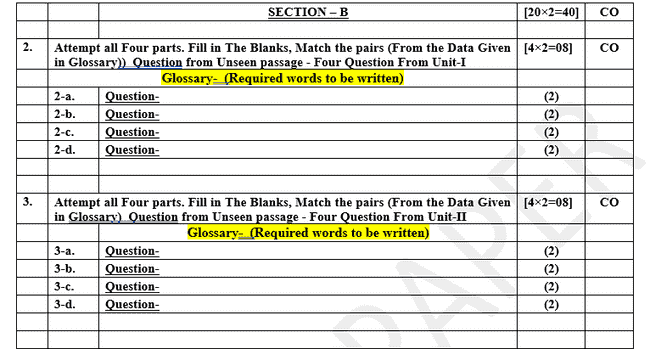 SECTION – B [20×2=40] CO
2. Attempt all Four parts. Fill in The Blanks, Match the pairs (From the Data Given [4×2=08] CO
in Glossary)) Question from Unseen passage - Four Question From Unit-I
Glossary- (Required words to be written)
2-a. Question- (2)
2-b. Question- (2)
2-c. Question- (2)
2-d. Question- (2)
3. Attempt all Four parts. Fill in The Blanks, Match the pairs (From the Data Given [4×2=08] CO
in Glossary) Question from Unseen passage - Four Question From Unit-II
Glossary- (Required words to be written)
3-a. Question- (2)
3-b. Question- (2)
3-c. Question- (2)
3-d. Question- (2)
PAPER